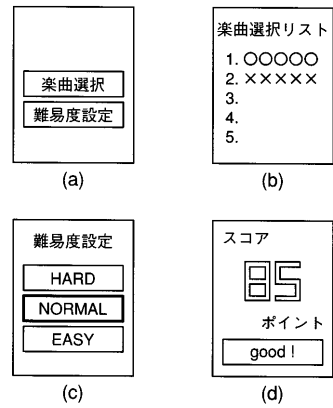 楽曲選択
難易度設定
(a)
楽曲選択リスト
1. ○○○○○
2. ×××××
3.
4.
5.
(b)
難易度設定
HARD
NORMAL
EASY
(c)
スコア
85
ポイント
good !
(d)